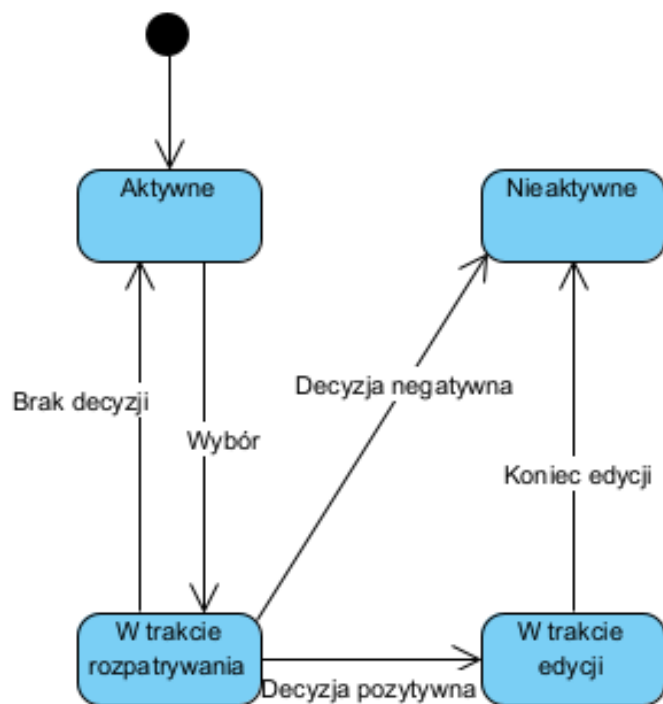 Aktywne
Nieaktywne
Decyzja negatywna
Brak decyzji
Wybór
Koniec edycji
W trakcie
rozpatrywania
W trakcie
edycji
Decyzja pozytywna